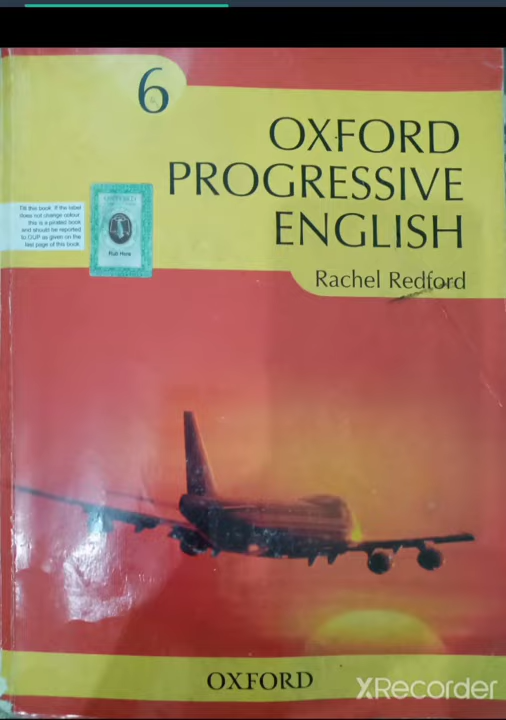 6
OXFORD
PROGRESSIVE
ENGLISH
Rachel Redford
Tilt this book. If the label
does not change colour
this is a pirated book
and should be reported
to OUP as given on the
last page of this book.
Rub Here
OXFORD
XRecorder